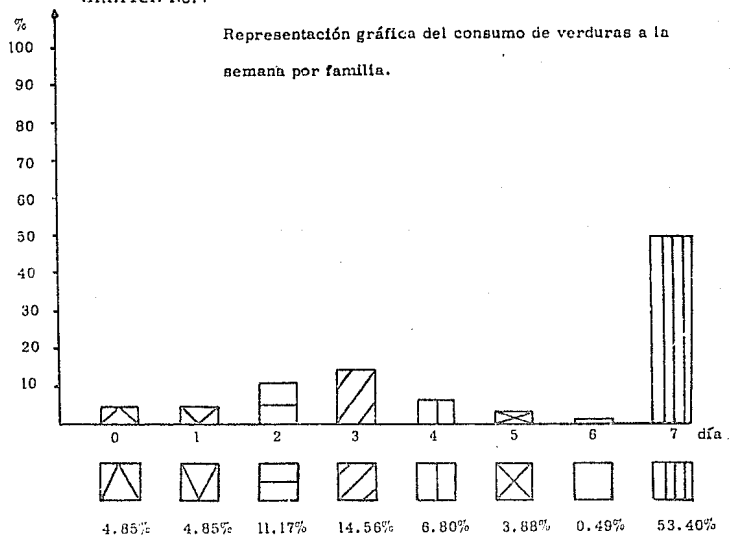 %
Representación gráfica del consumo de verduras a la
semana por familia.
100
90
80
70
60
50
40
30
20
10
0 1 2 3 4 5 6 7 día
4.85% 4.85% 11.17% 14.56% 6.80% 3.88% 0.49% 53.40%